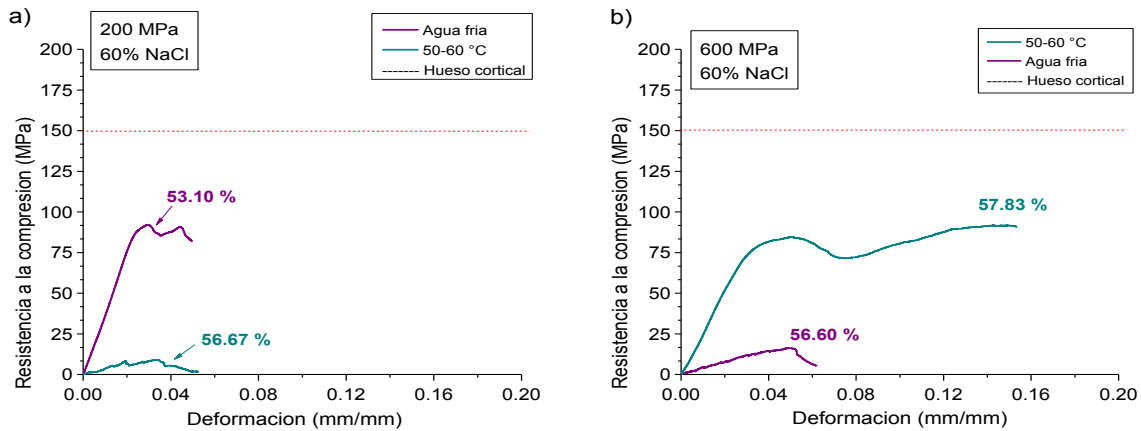 a)
200 MPa
60% NaCl
Agua fria
50-60 °C
Hueso cortical
Resistencia a la compresion (MPa)
200
175
150
125
100
75
50
25
0
53.10 %
56.67 %
0.00 0.04 0.08 0.12 0.16 0.20
Deformacion (mm/mm)
b)
600 MPa
60% NaCl
50-60 °C
Agua fria
Hueso cortical
Resistencia a la compresion (MPa)
200
175
150
125
100
75
50
25
0
57.83 %
56.60 %
0.00 0.04 0.08 0.12 0.16 0.20
Deformacion (mm/mm)